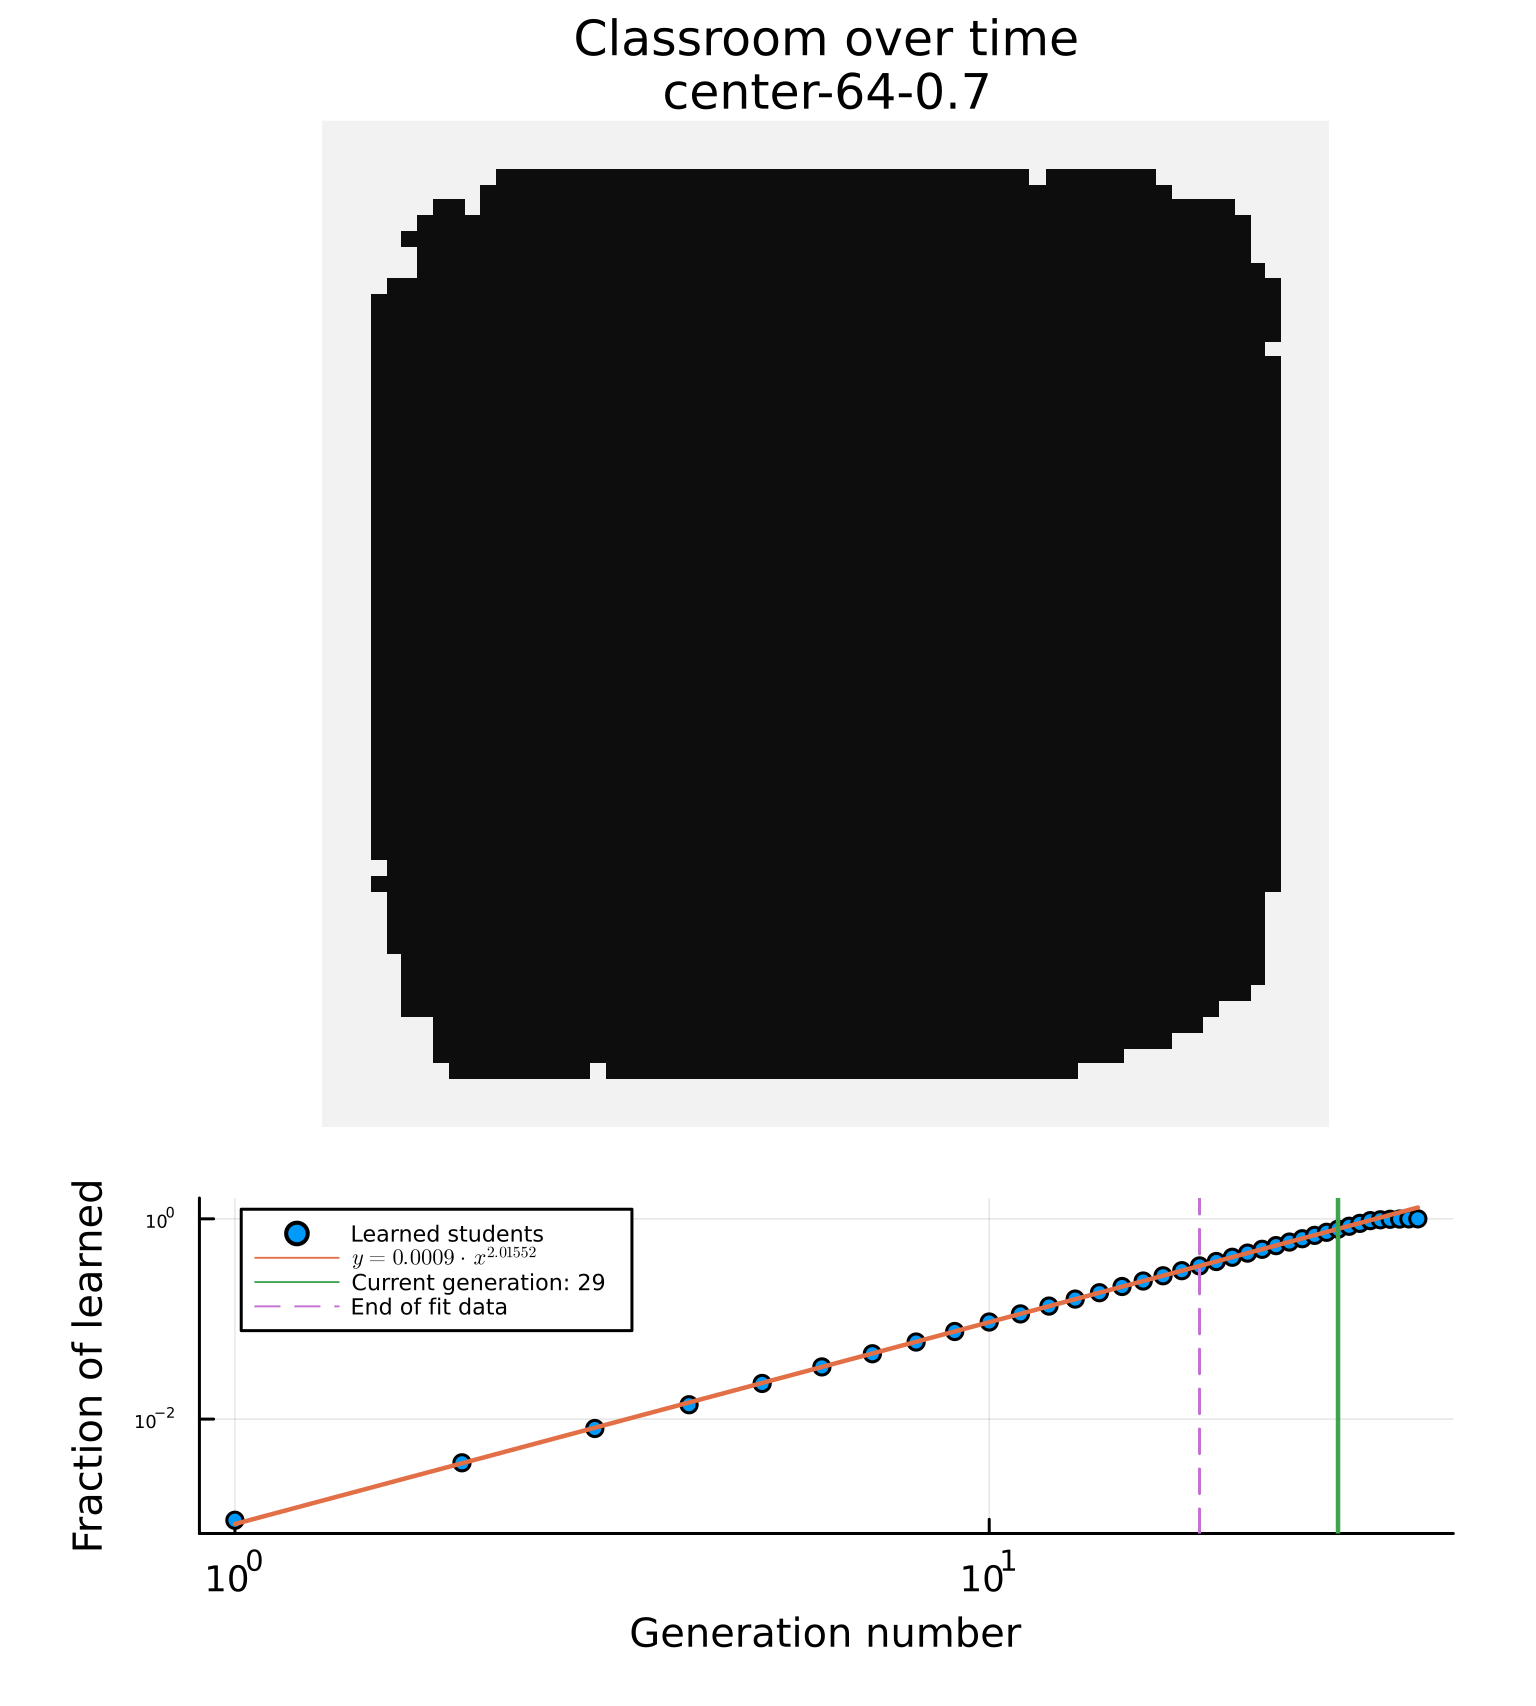 Classroom over time
center-64-0.7
Fraction of learned
10^0
10^-2
Learned students
y = 0.0009 · x^2.01552
Current generation: 29
End of fit data
10^0
10^1
Generation number